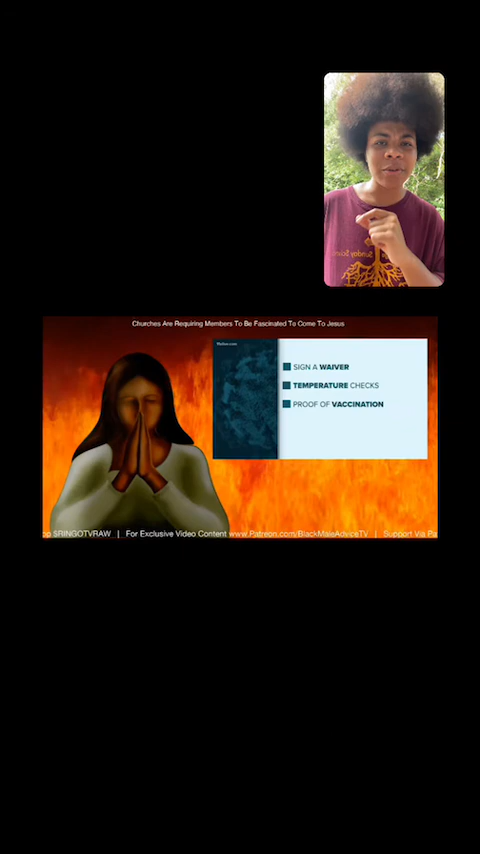 Churches Are Requiring Members To Be Fascinated To Come To Jesus
SIGN A WAIVER
TEMPERATURE CHECKS
PROOF OF VACCINATION
$RINGOTVRAW | For Exclusive Video Content www.Patreon.com/BlackMaleAdviceTV | Support Via